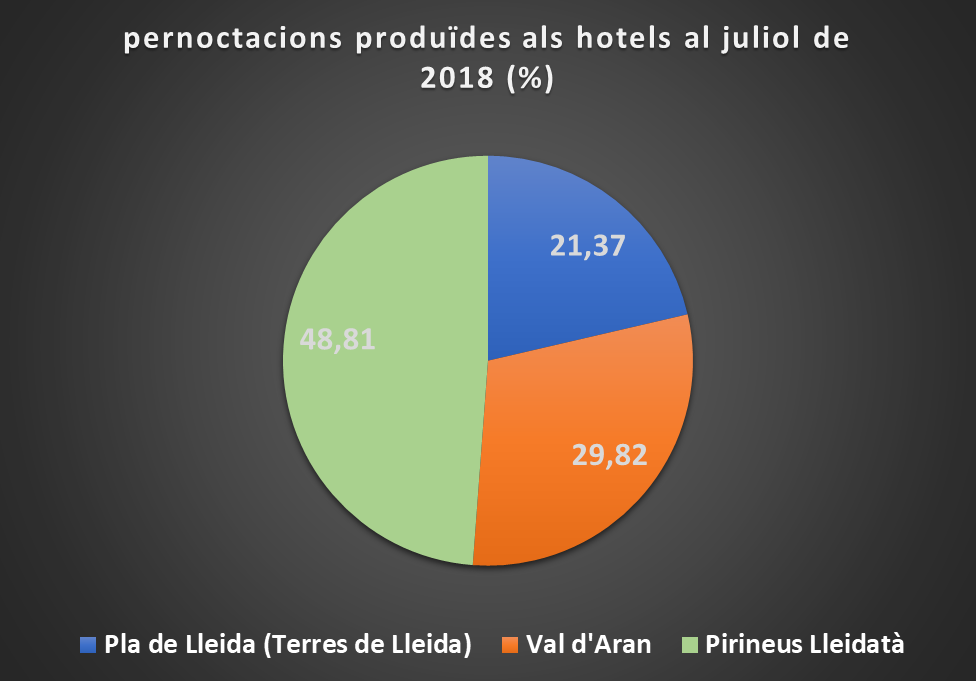 pernoctacions produïdes als hotels al juliol de
2018 (%)
21,37
48,81
29,82
Pla de Lleida (Terres de Lleida) Val d'Aran Pirineus Lleidatà